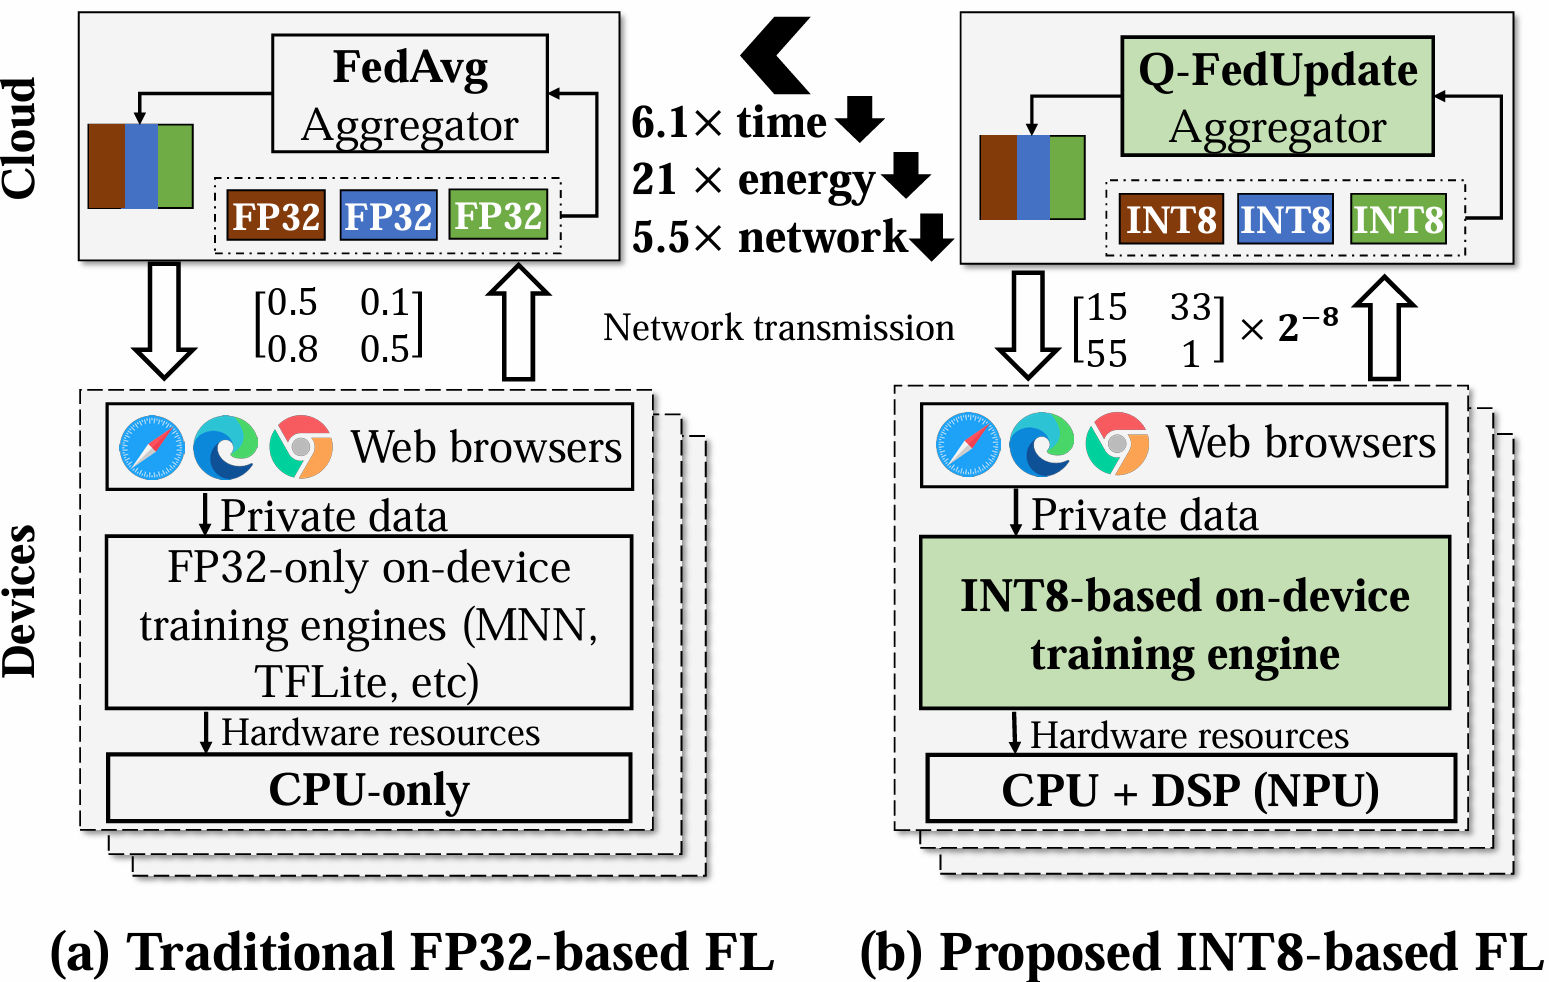 Cloud
FedAvg
Aggregator
FP32 FP32 FP32
6.1× time
21 × energy
5.5× network
Q-FedUpdate
Aggregator
INT8 INT8 INT8
[0.5 0.1]
[0.8 0.5]
Network transmission
[15 33]
[55 1] × 2⁻⁸
Devices
Web browsers
Private data
FP32-only on-device
training engines (MNN,
TFLite, etc)
Hardware resources
CPU-only
Web browsers
Private data
INT8-based on-device
training engine
Hardware resources
CPU + DSP (NPU)
(a) Traditional FP32-based FL
(b) Proposed INT8-based FL